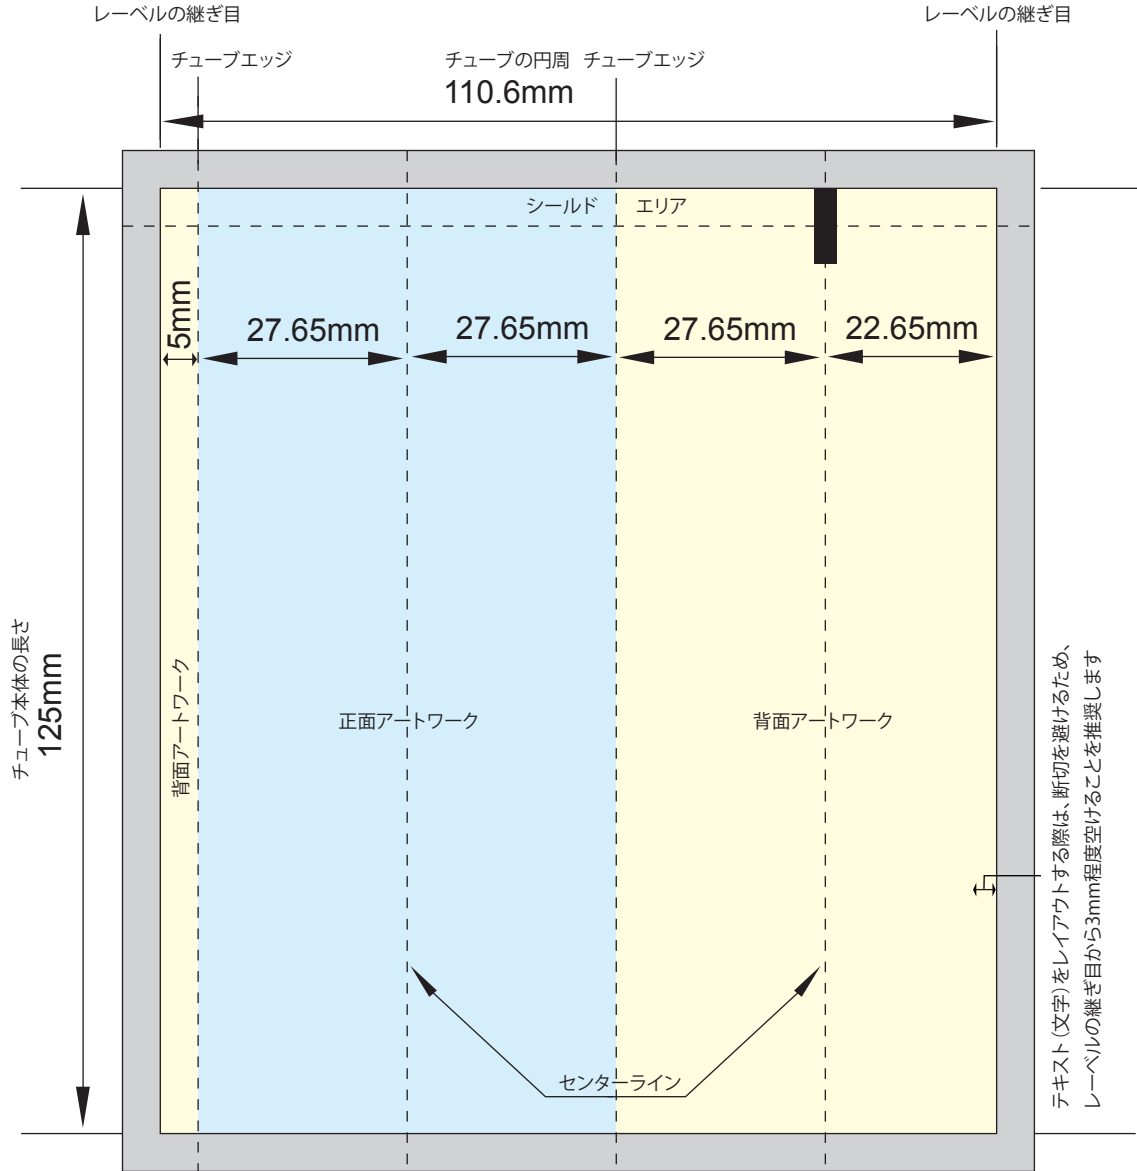 レーベルの継ぎ目
レーベルの継ぎ目
チューブエッジ
チューブの円周
チューブエッジ
110.6mm
シールド
エリア
5mm
27.65mm
27.65mm
27.65mm
22.65mm
チューブ本体の長さ
125mm
背面アートワーク
正面アートワーク
背面アートワーク
テキスト(文字)をレイアウトする際は、断切を避けるため、
レーベルの継ぎ目から3mm程度空けることを推奨します
センターライン